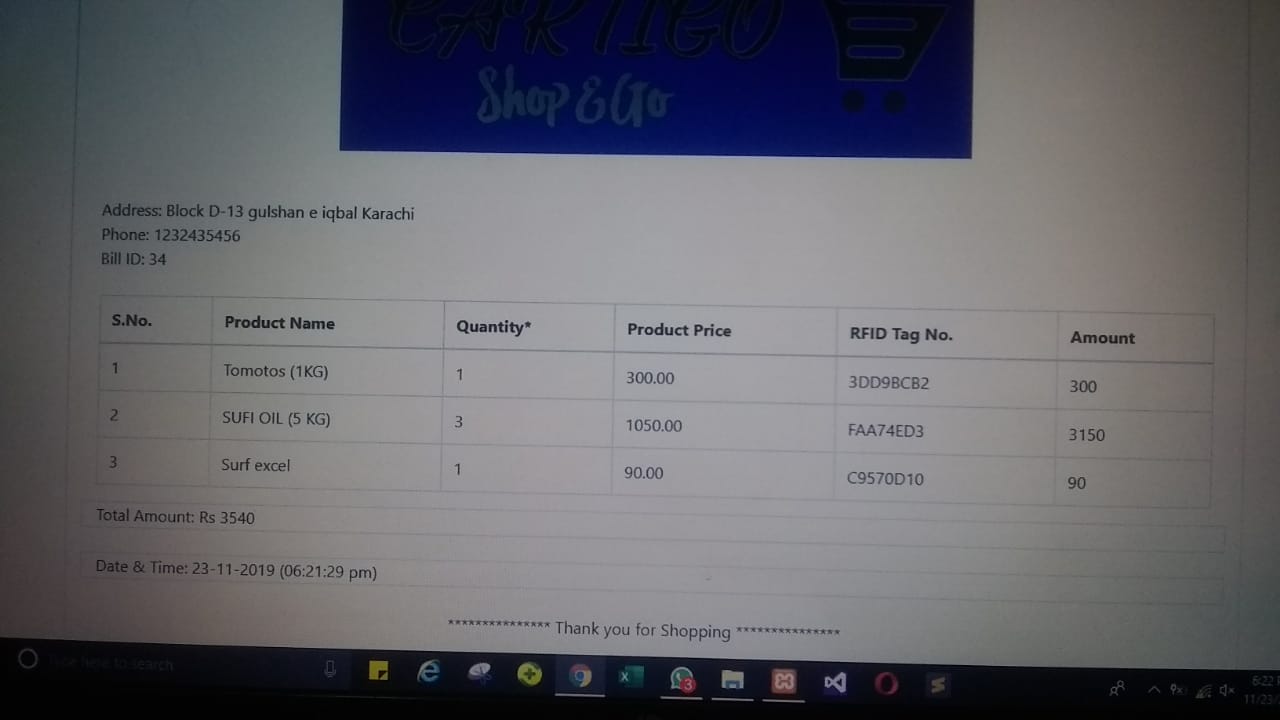 CARTIGO
Shop & Go
Address: Block D-13 gulshan e iqbal Karachi
Phone: 1232435456
Bill ID: 34
S.No. Product Name Quantity* Product Price RFID Tag No. Amount
1 Tomotos (1KG) 1 300.00 3DD9BCB2 300
2 SUFI OIL (5 KG) 3 1050.00 FAA74ED3 3150
3 Surf excel 1 90.00 C9570D10 90
Total Amount: Rs 3540
Date & Time: 23-11-2019 (06:21:29 pm)
*************** Thank you for Shopping ***************
Type here to search
3
6:22
11/23